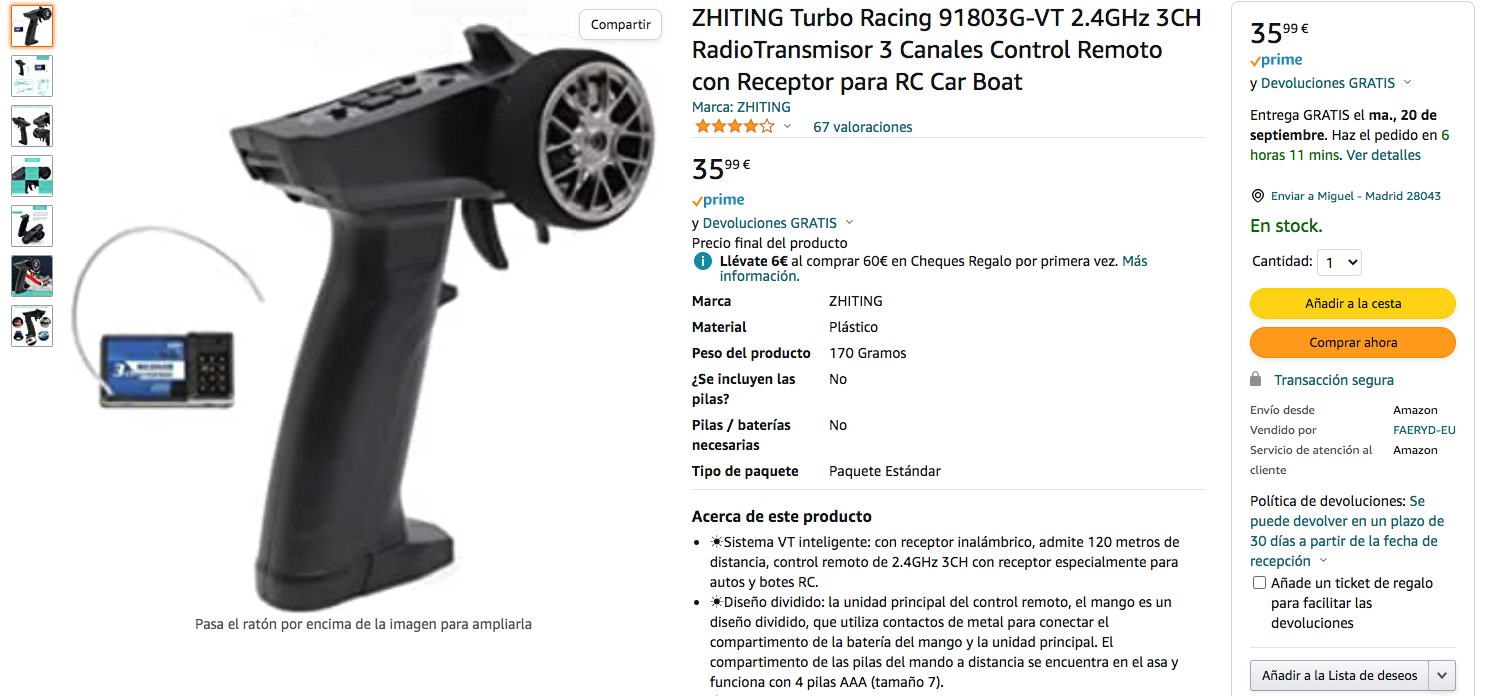 Compartir
ZHITING Turbo Racing 91803G-VT 2.4GHz 3CH
RadioTransmisor 3 Canales Control Remoto
con Receptor para RC Car Boat
Marca: ZHITING
67 valoraciones
35⁹⁹ €
prime
y Devoluciones GRATIS
Precio final del producto
Llévate 6€ al comprar 60€ en Cheques Regalo por primera vez. Más
información.
Marca ZHITING
Material Plástico
Peso del producto 170 Gramos
¿Se incluyen las No
pilas?
Pilas / baterías No
necesarias
Tipo de paquete Paquete Estándar
Acerca de este producto
• ☀Sistema VT inteligente: con receptor inalámbrico, admite 120 metros de
distancia, control remoto de 2.4GHz 3CH con receptor especialmente para
autos y botes RC.
• ☀Diseño dividido: la unidad principal del control remoto, el mango es un
diseño dividido, que utiliza contactos de metal para conectar el
compartimento de la batería del mango y la unidad principal. El
compartimento de las pilas del mando a distancia se encuentra en el asa y
funciona con 4 pilas AAA (tamaño 7).
Pasa el ratón por encima de la imagen para ampliarla
35⁹⁹ €
prime
y Devoluciones GRATIS
Entrega GRATIS el ma., 20 de
septiembre. Haz el pedido en 6
horas 11 mins. Ver detalles
Enviar a Miguel - Madrid 28043
En stock.
Cantidad: 1
Añadir a la cesta
Comprar ahora
Transacción segura
Envío desde Amazon
Vendido por FAERYD-EU
Servicio de atención al Amazon
cliente
Política de devoluciones: Se
puede devolver en un plazo de
30 días a partir de la fecha de
recepción
Añade un ticket de regalo
para facilitar las
devoluciones
Añadir a la Lista de deseos